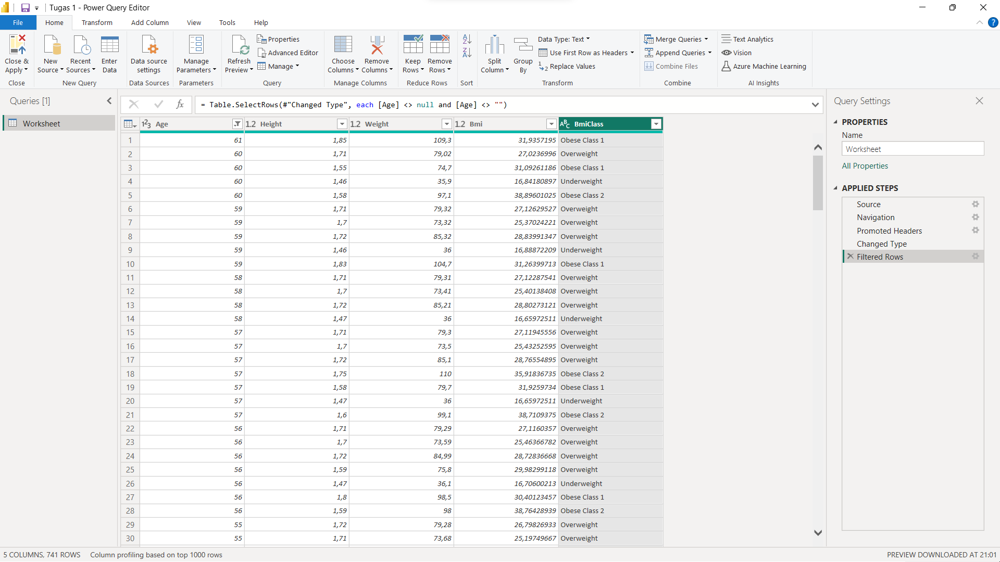 Tugas 1 - Power Query Editor
File Home Transform Add Column View Tools Help
Close & Apply
Close
New Source
Recent Sources
Enter Data
New Query
Data source settings
Data Sources
Manage Parameters
Parameters
Refresh Preview
Properties
Advanced Editor
Manage
Query
Choose Columns
Remove Columns
Manage Columns
Keep Rows
Remove Rows
Reduce Rows
Sort
Split Column
Group By
Data Type: Text
Use First Row as Headers
Replace Values
Transform
Merge Queries
Append Queries
Combine Files
Combine
Text Analytics
Vision
Azure Machine Learning
AI Insights
Queries [1]
Worksheet
fx = Table.SelectRows(#"Changed Type", each [Age] <> null and [Age] <> "")
123 Age 1.2 Height 1.2 Weight 1.2 Bmi ABC BmiClass
1 61 1,85 109,3 31,9357195 Obese Class 1
2 60 1,71 79,02 27,0236996 Overweight
3 60 1,55 74,7 31,09261186 Obese Class 1
4 60 1,46 35,9 16,84180897 Underweight
5 60 1,58 97,1 38,89601025 Obese Class 2
6 59 1,71 79,32 27,12629527 Overweight
7 59 1,7 73,32 25,37024221 Overweight
8 59 1,72 85,32 28,83991347 Overweight
9 59 1,46 36 16,88872209 Underweight
10 59 1,83 104,7 31,26399713 Obese Class 1
11 58 1,71 79,31 27,12287541 Overweight
12 58 1,7 73,41 25,40138408 Overweight
13 58 1,72 85,21 28,80273121 Overweight
14 58 1,47 36 16,65972511 Underweight
15 57 1,71 79,3 27,11945556 Overweight
16 57 1,7 73,5 25,43252595 Overweight
17 57 1,72 85,1 28,76554895 Overweight
18 57 1,75 110 35,91836735 Obese Class 2
19 57 1,58 79,7 31,9259734 Obese Class 1
20 57 1,47 36 16,65972511 Underweight
21 57 1,6 99,1 38,7109375 Obese Class 2
22 56 1,71 79,29 27,1160357 Overweight
23 56 1,7 73,59 25,46366782 Overweight
24 56 1,72 84,99 28,72836668 Overweight
25 56 1,59 75,8 29,98299118 Overweight
26 56 1,47 36,1 16,70600213 Underweight
27 56 1,8 98,5 30,40123457 Obese Class 1
28 56 1,59 98 38,76428939 Obese Class 2
29 55 1,72 79,28 26,79826933 Overweight
30 55 1,71 73,68 25,19749667 Overweight
Query Settings
PROPERTIES
Name
Worksheet
All Properties
APPLIED STEPS
Source
Navigation
Promoted Headers
Changed Type
Filtered Rows
5 COLUMNS, 741 ROWS Column profiling based on top 1000 rows
PREVIEW DOWNLOADED AT 21:01